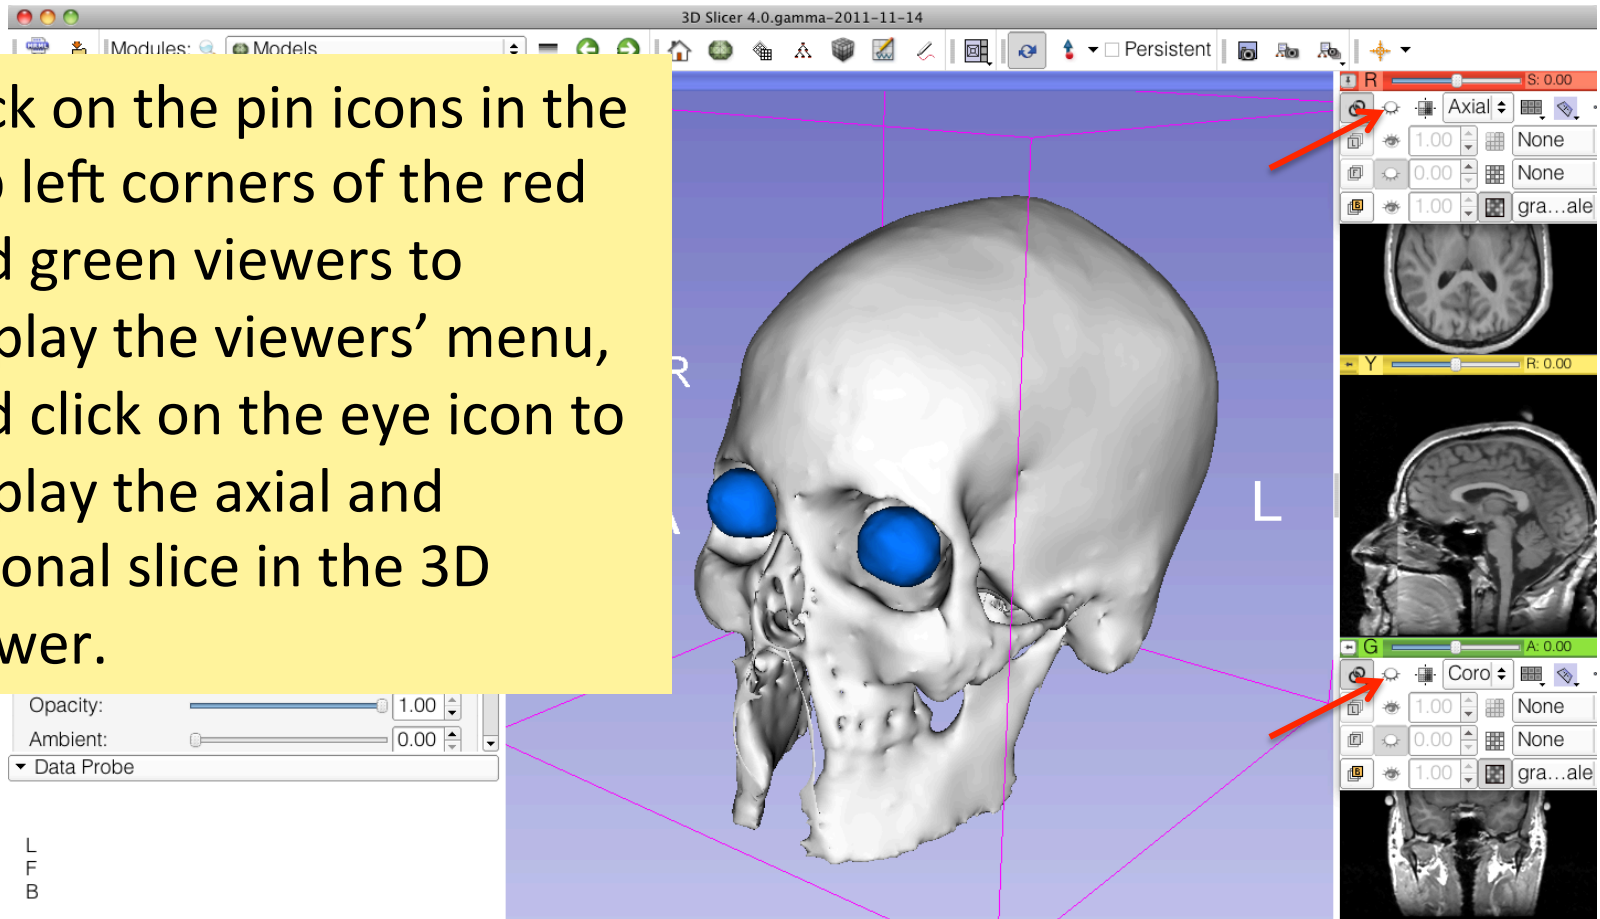 3D Slicer 4.0.gamma-2011-11-14
Modules: Models Persistent
ck on the pin icons in the
left corners of the red
d green viewers to
play the viewers’ menu,
d click on the eye icon to
play the axial and
onal slice in the 3D
wer.
Opacity: 1.00
Ambient: 0.00
Data Probe
L
F
B
R
L
R S: 0.00
Axial
L 1.00 None
F 0.00 None
B 1.00 gra...ale
Y R: 0.00
G A: 0.00
Coro
L 1.00 None
F 0.00 None
B 1.00 gra...ale